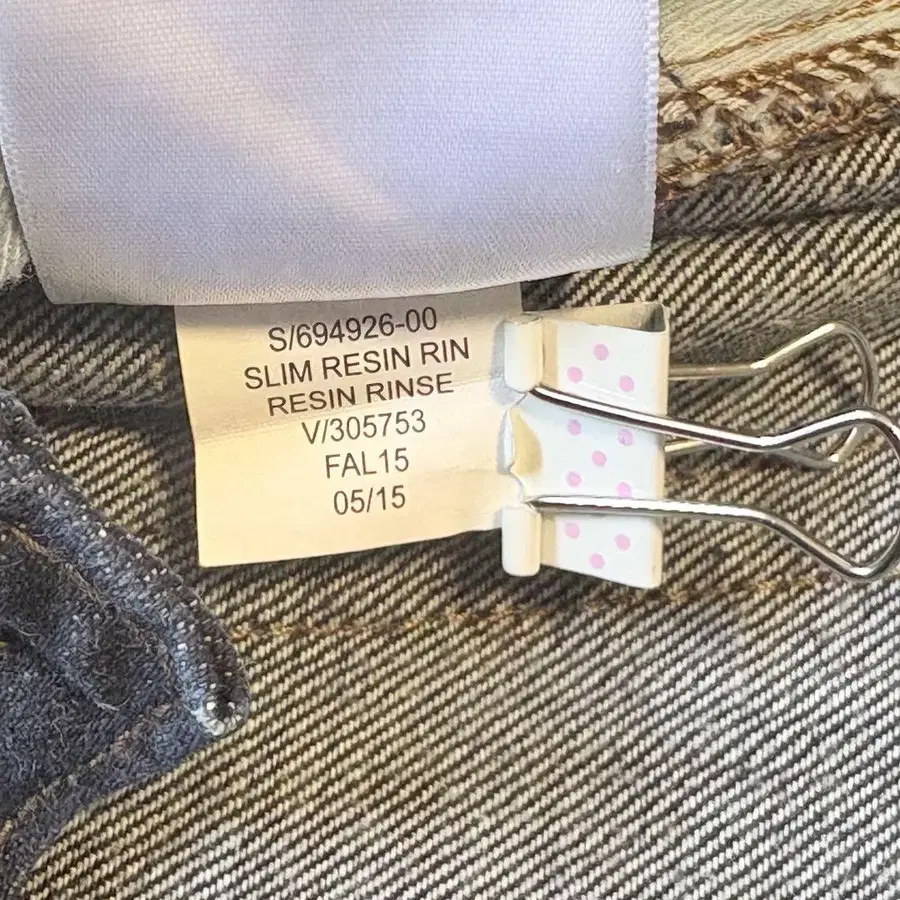 S/694926-00
SLIM RESIN RIN
RESIN RINSE
V/305753
FAL15
05/15